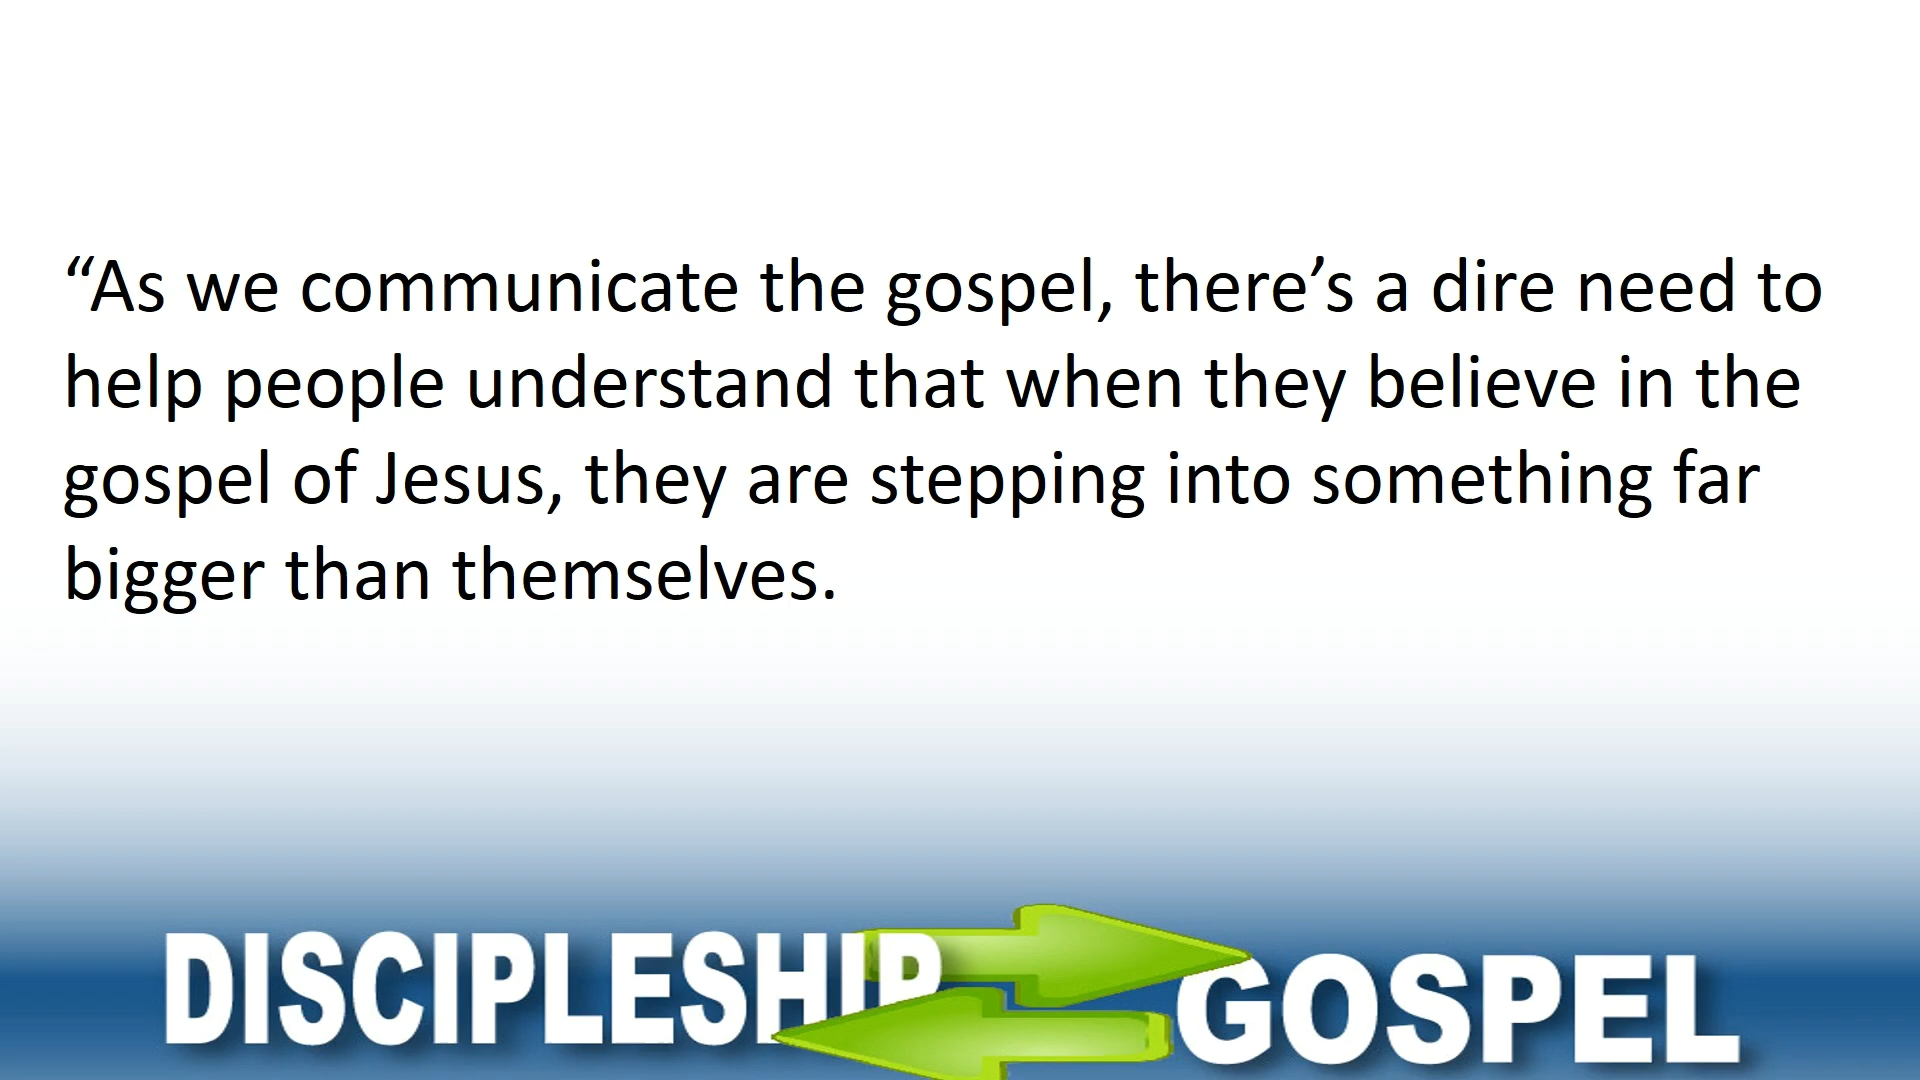 “As we communicate the gospel, there’s a dire need to
help people understand that when they believe in the
gospel of Jesus, they are stepping into something far
bigger than themselves.
DISCIPLESHIP
GOSPEL